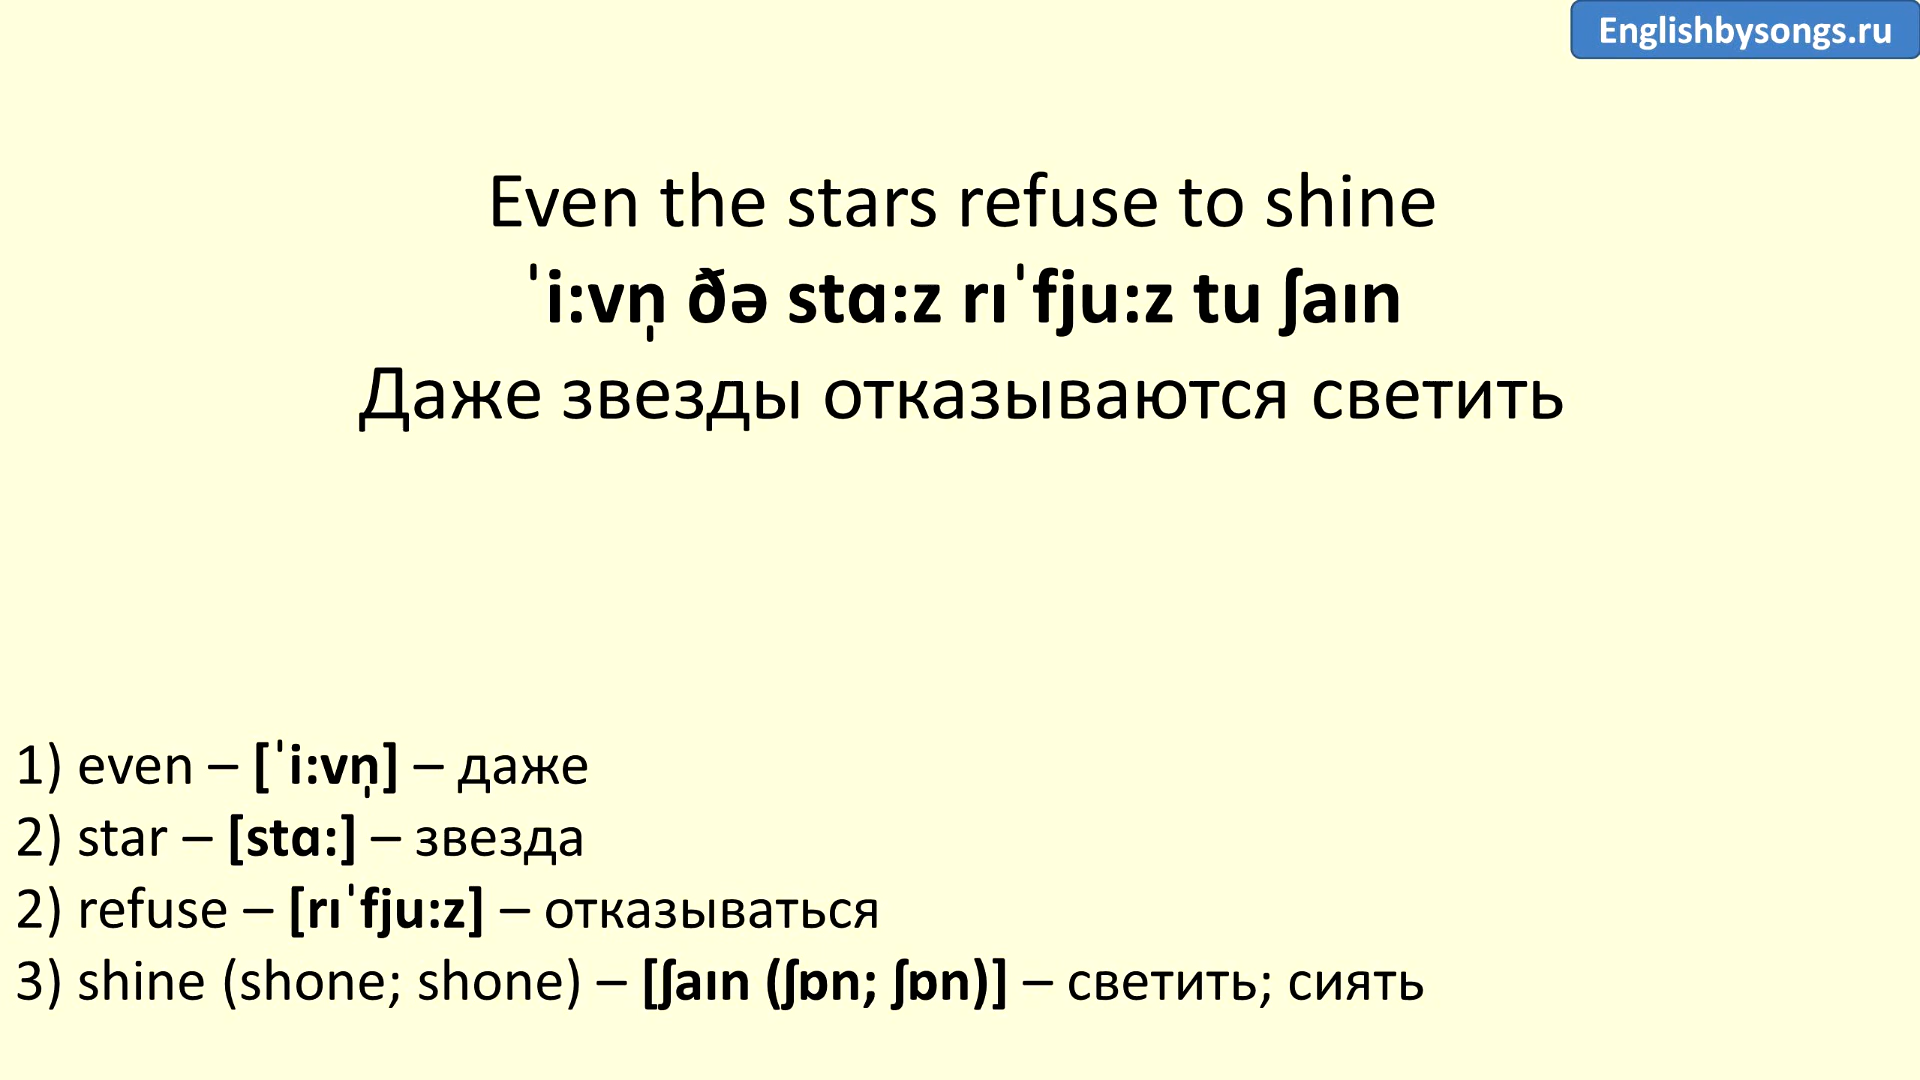 Englishbysongs.ru
Even the stars refuse to shine
ˈi:vn̩ ðə stɑ:z rɪˈfju:z tu ʃaɪn
Даже звезды отказываются светить
1) even – [ˈi:vn̩] – даже
2) star – [stɑ:] – звезда
2) refuse – [rɪˈfju:z] – отказываться
3) shine (shone; shone) – [ʃaɪn (ʃɒn; ʃɒn)] – светить; сиять